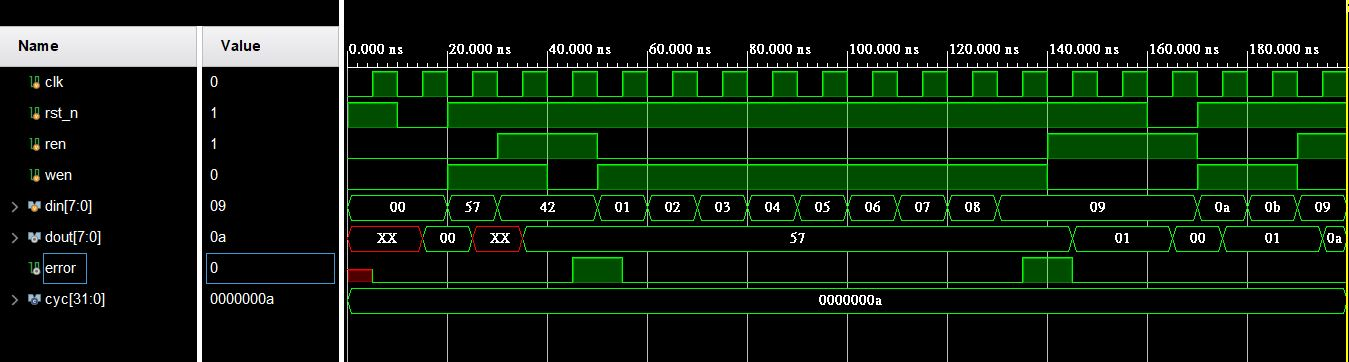 Name Value
0.000 ns 20.000 ns 40.000 ns 60.000 ns 80.000 ns 100.000 ns 120.000 ns 140.000 ns 160.000 ns 180.000 ns
clk 0
rst_n 1
ren 1
wen 0
din[7:0] 09 00 57 42 01 02 03 04 05 06 07 08 09 0a 0b 09
dout[7:0] 0a XX 00 XX 57 01 00 01 0a
error 0
cyc[31:0] 0000000a 0000000a